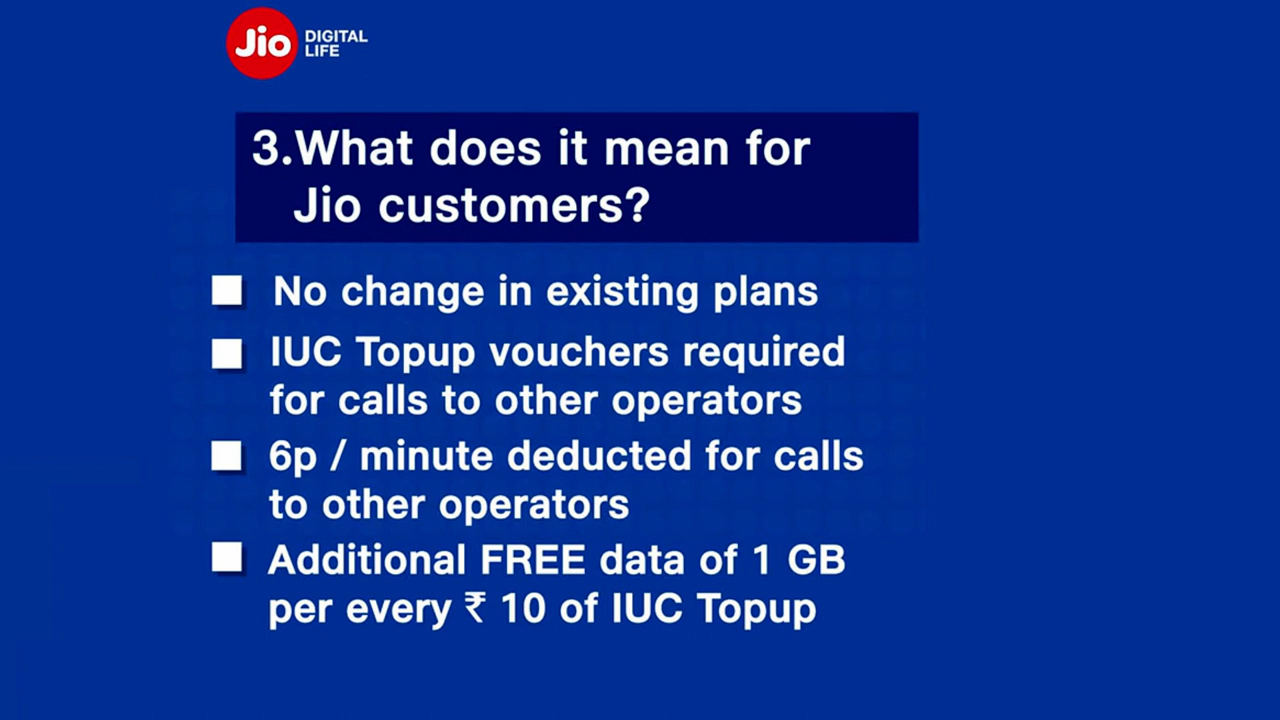 Jio DIGITAL
LIFE
3.What does it mean for
Jio customers?
No change in existing plans
IUC Topup vouchers required
for calls to other operators
6p / minute deducted for calls
to other operators
Additional FREE data of 1 GB
per every ₹ 10 of IUC Topup